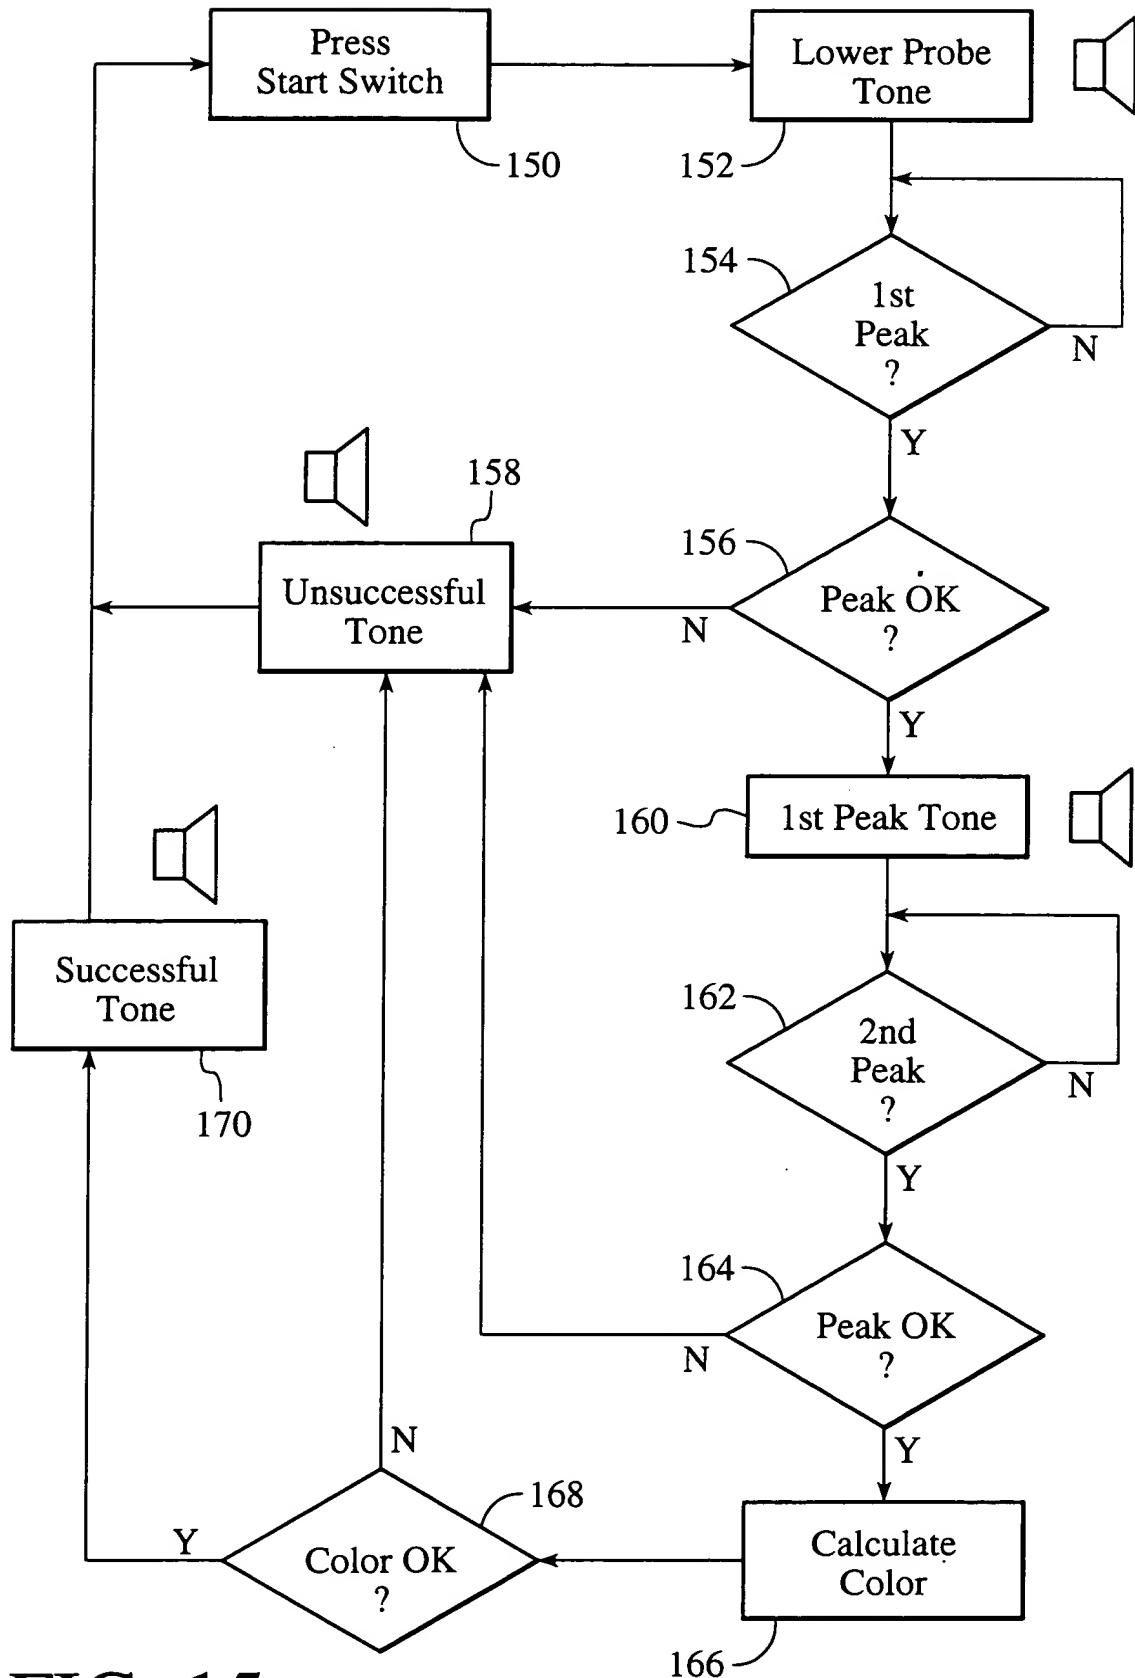 Press
Start Switch
150
Lower Probe
Tone
152
154
1st
Peak
?
N
Y
158
156
Unsuccessful
Tone
Peak OK
?
N
Y
160
1st Peak Tone
Successful
Tone
170
162
2nd
Peak
?
N
Y
164
Peak OK
?
N
Y
N
168
Y
Color OK
?
Calculate
Color
166